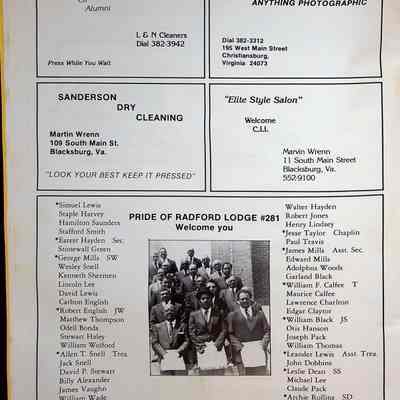 Alumni
L & N Cleaners
Dial 382-3942
Press While You Wait
ANYTHING PHOTOGRAPHIC
Dial 382-3312
195 West Main Street
Christiansburg,
Virginia 24073
SANDERSON
DRY
CLEANING
Martin Wrenn
109 South Main St.
Blacksburg, Va.
"LOOK YOUR BEST KEEP IT PRESSED"
"Elite Style Salon"
Welcome
C.I.I.
Marvin Wrenn
11 South Main Street
Blacksburg, Va.
552-9100
PRIDE OF RADFORD LODGE #281
Welcome you
*Simuel Lewis
Staple Harvey
Hamilton Saunders
Stafford Smith
*Earser Hayden Sec.
Stonewall Green
*George Mills SW
Wesley Snell
Kenneth Shermen
Lincoln Lee
David Lewis
Carlton English
*Robert English JW
Matthew Thompson
Odell Bonds
Stewart Haley
William Wofford
*Allen T. Snell Trea.
Jack Snell
David P. Stewart
Billy Alexander
James Vaughn
William Wade
Walter Hayden
Robert Jones
Henry Lindsey
*Jesse Taylor Chaplin
Paul Travis
*James Mills Asst. Sec.
Edward Mills
Adolphus Woods
Garland Black
*William F. Calfee T
Maurice Calfee
Lawrence Charlton
Edgar Claytor
*William Black JS
Otis Hanson
Joseph Pack
William Thompson
*Leander Lewis Asst. Trea.
John Dobbins
*Leslie Dean SS
Michael Lee
Claude Pack
*Archie Rollins SD